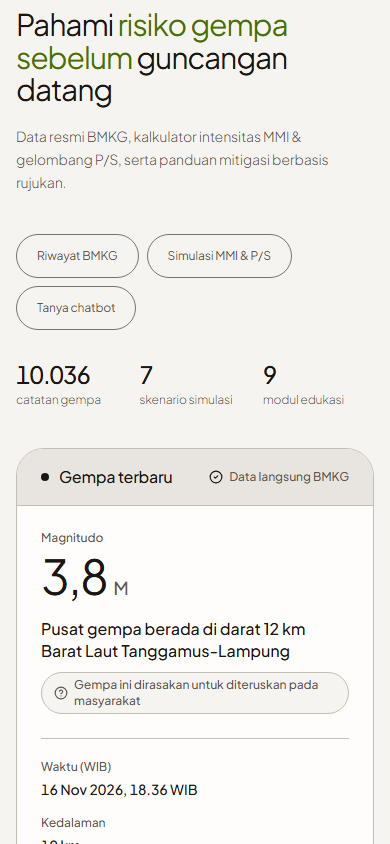 Pahami risiko gempa
sebelum guncangan
datang
Data resmi BMKG, kalkulator intensitas MMI &
gelombang P/S, serta panduan mitigasi berbasis
rujukan.
Riwayat BMKG
Simulasi MMI & P/S
Tanya chatbot
10.036
7
9
catatan gempa
skenario simulasi
modul edukasi
Gempa terbaru
Data langsung BMKG
Magnitudo
3,8 M
Pusat gempa berada di darat 12 km
Barat Laut Tanggamus-Lampung
Gempa ini dirasakan untuk diteruskan pada
masyarakat
Waktu (WIB)
16 Nov 2026, 18.36 WIB
Kedalaman